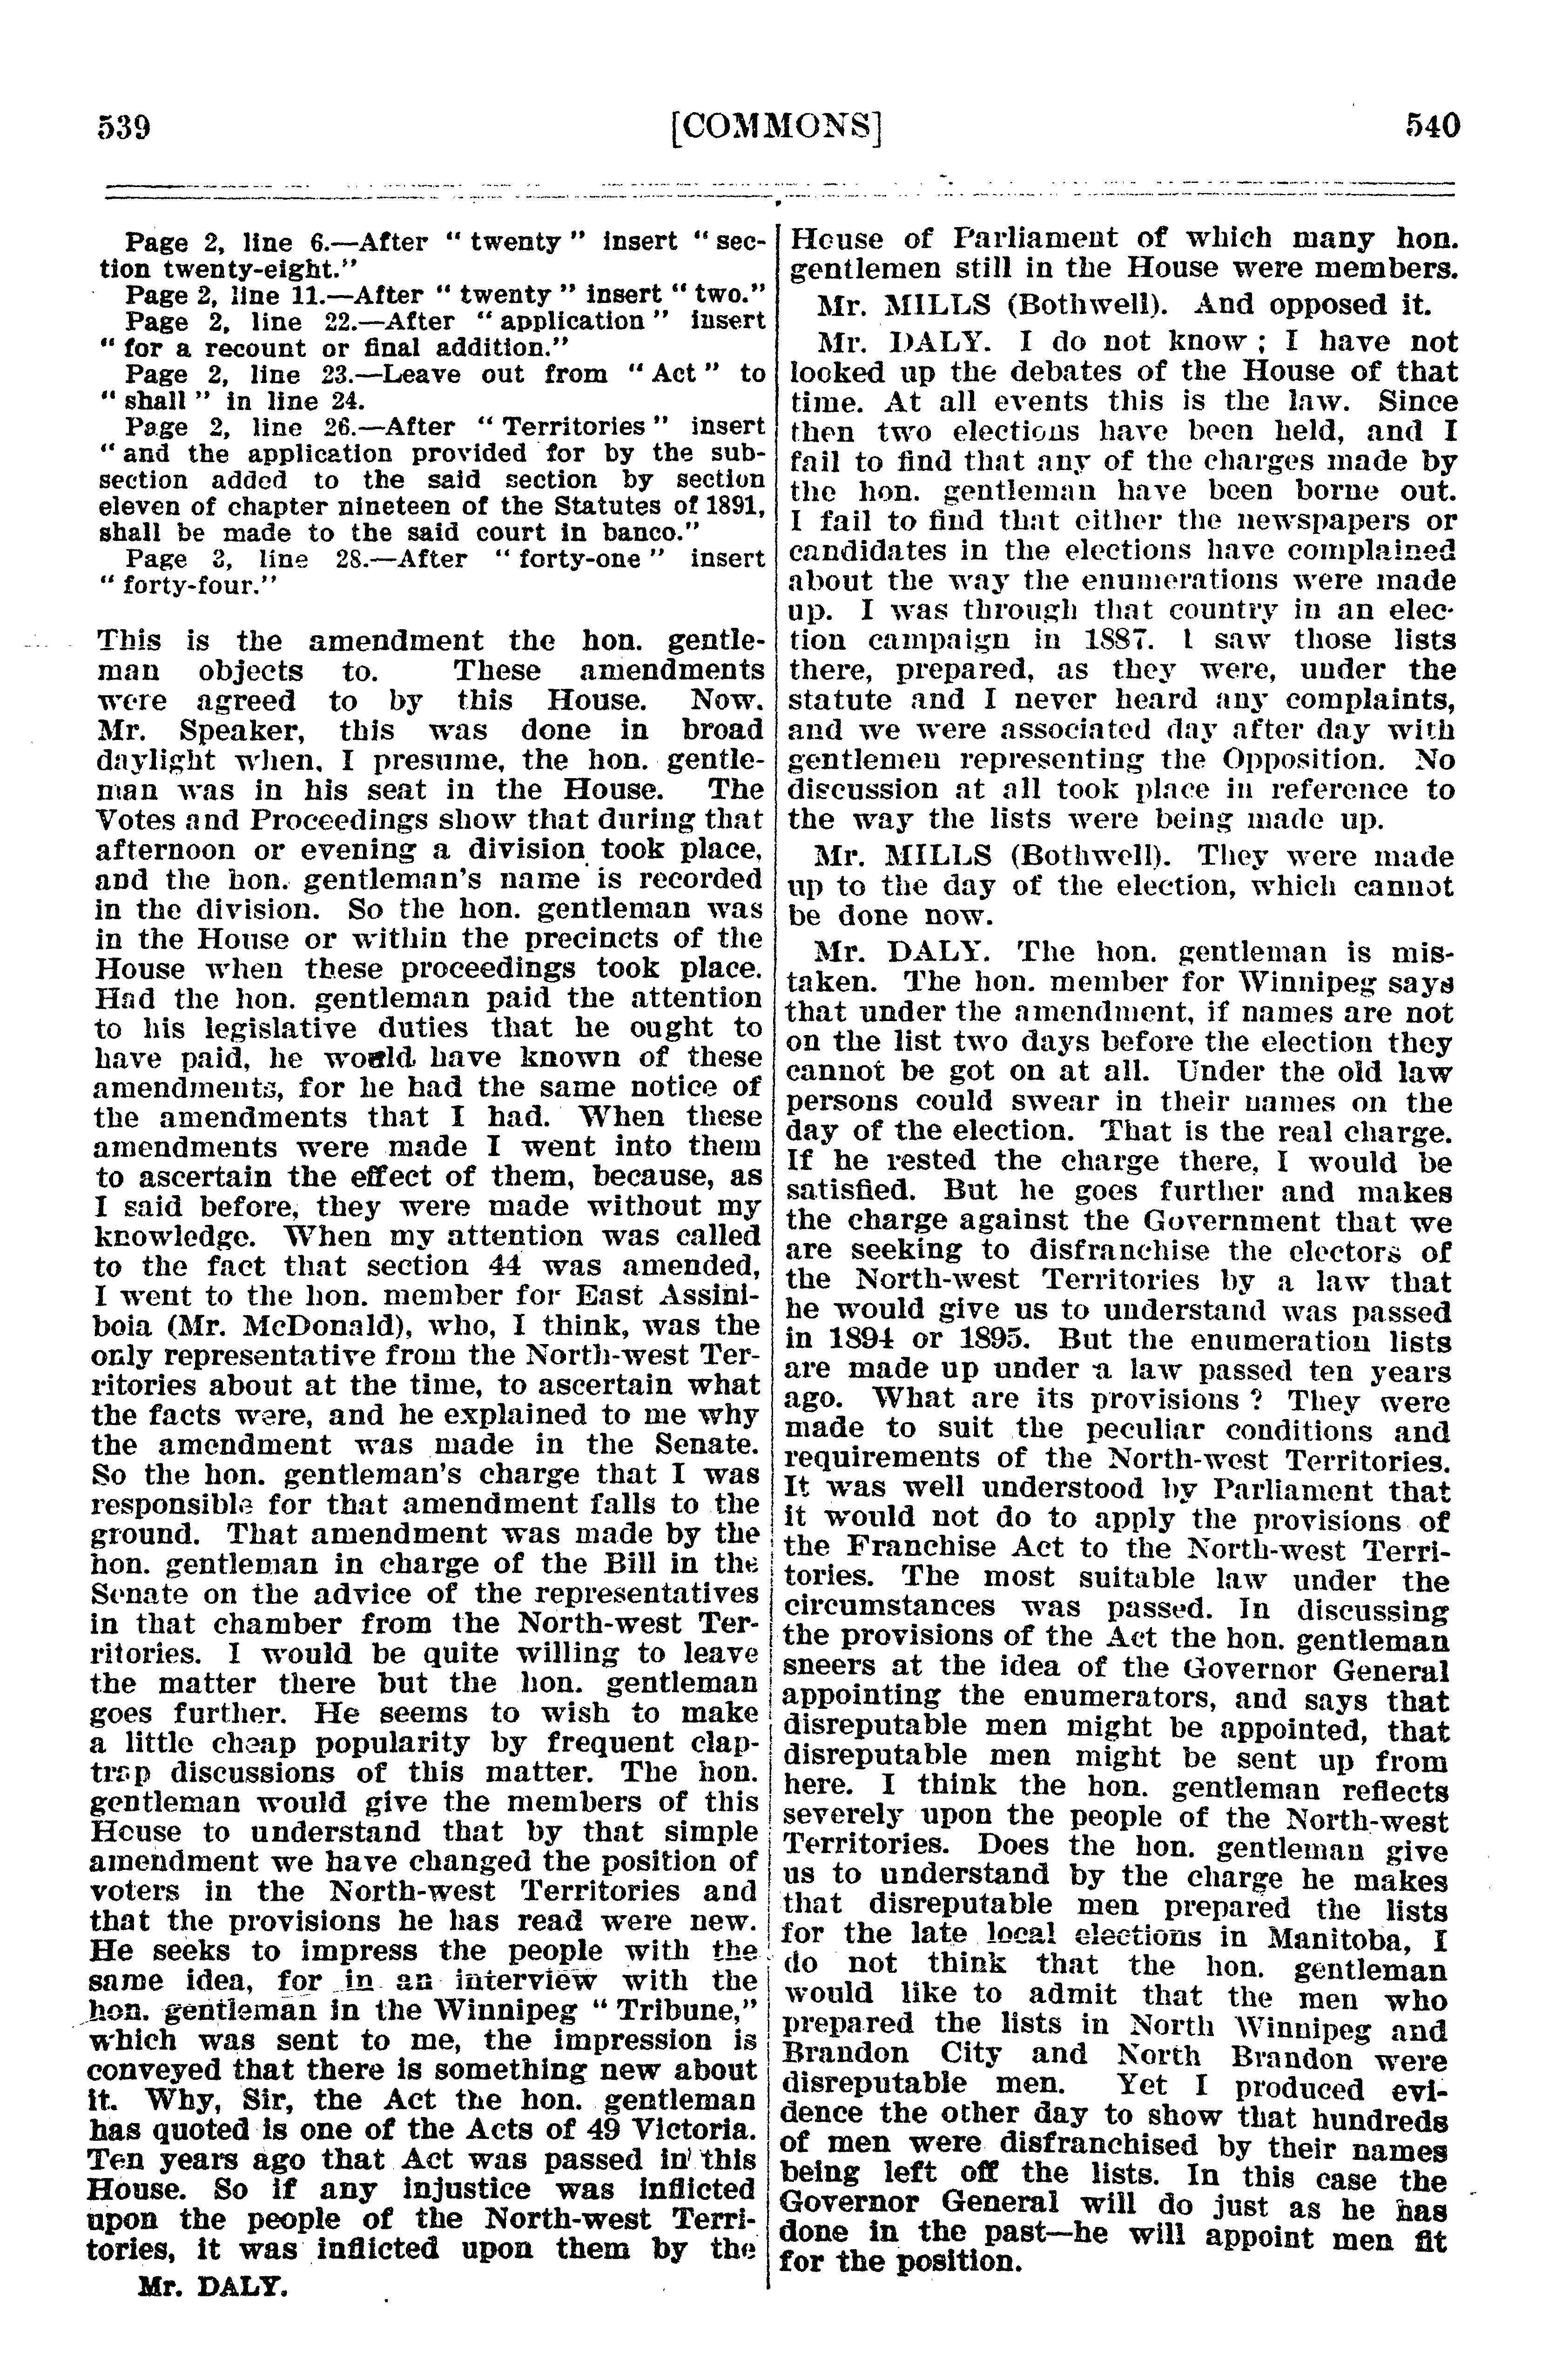 539
[COMMONS]
540
Page 2, line 6.—After " twenty " insert " sec-
tion twenty-eight."
Page 2, line 11.—After " twenty " insert " two."
Page 2, line 22.—After " application " insert
" for a recount or final addition."
Page 2, line 23.—Leave out from " Act " to
" shall " in line 24.
Page 2, line 26.—After " Territories " insert
" and the application provided for by the sub-
section added to the said section by section
eleven of chapter nineteen of the Statutes of 1891,
shall be made to the said court in banco."
Page 3, line 28.—After " forty-one " insert
" forty-four."
This is the amendment the hon. gentle-
man objects to. These amendments
were agreed to by this House. Now.
Mr. Speaker, this was done in broad
daylight when, I presume, the hon. gentle-
man was in his seat in the House. The
Votes and Proceedings show that during that
afternoon or evening a division took place,
and the hon. gentleman's name is recorded
in the division. So the hon. gentleman was
in the House or within the precincts of the
House when these proceedings took place.
Had the hon. gentleman paid the attention
to his legislative duties that he ought to
have paid, he would have known of these
amendments, for he had the same notice of
the amendments that I had. When these
amendments were made I went into them
to ascertain the effect of them, because, as
I said before, they were made without my
knowledge. When my attention was called
to the fact that section 44 was amended,
I went to the hon. member for East Assini-
boia (Mr. McDonald), who, I think, was the
only representative from the North-west Ter-
ritories about at the time, to ascertain what
the facts were, and he explained to me why
the amendment was made in the Senate.
So the hon. gentleman's charge that I was
responsible for that amendment falls to the
ground. That amendment was made by the
hon. gentleman in charge of the Bill in the
Senate on the advice of the representatives
in that chamber from the North-west Ter-
ritories. I would be quite willing to leave
the matter there but the hon. gentleman
goes further. He seems to wish to make
a little cheap popularity by frequent clap-
trap discussions of this matter. The hon.
gentleman would give the members of this
House to understand that by that simple
amendment we have changed the position of
voters in the North-west Territories and
that the provisions he has read were new.
He seeks to impress the people with the
same idea, for in an interview with the
hon. gentleman in the Winnipeg " Tribune,"
which was sent to me, the impression is
conveyed that there is something new about
it. Why, Sir, the Act the hon. gentleman
has quoted is one of the Acts of 49 Victoria.
Ten years ago that Act was passed in this
House. So if any injustice was inflicted
upon the people of the North-west Terri-
tories, it was inflicted upon them by the
Mr. DALY.
House of Parliament of which many hon.
gentlemen still in the House were members.
Mr. MILLS (Bothwell). And opposed it.
Mr. DALY. I do not know ; I have not
looked up the debates of the House of that
time. At all events this is the law. Since
then two elections have been held, and I
fail to find that any of the charges made by
the hon. gentleman have been borne out.
I fail to find that either the newspapers or
candidates in the elections have complained
about the way the enumerations were made
up. I was through that country in an elec-
tion campaign in 1887. I saw those lists
there, prepared, as they were, under the
statute and I never heard any complaints,
and we were associated day after day with
gentlemen representing the Opposition. No
discussion at all took place in reference to
the way the lists were being made up.
Mr. MILLS (Bothwell). They were made
up to the day of the election, which cannot
be done now.
Mr. DALY. The hon. gentleman is mis-
taken. The hon. member for Winnipeg says
that under the amendment, if names are not
on the list two days before the election they
cannot be got on at all. Under the old law
persons could swear in their names on the
day of the election. That is the real charge.
If he rested the charge there, I would be
satisfied. But he goes further and makes
the charge against the Government that we
are seeking to disfranchise the electors of
the North-west Territories by a law that
he would give us to understand was passed
in 1894 or 1895. But the enumeration lists
are made up under a law passed ten years
ago. What are its provisions ? They were
made to suit the peculiar conditions and
requirements of the North-west Territories.
It was well understood by Parliament that
it would not do to apply the provisions of
the Franchise Act to the North-west Terri-
tories. The most suitable law under the
circumstances was passed. In discussing
the provisions of the Act the hon. gentleman
sneers at the idea of the Governor General
appointing the enumerators, and says that
disreputable men might be appointed, that
disreputable men might be sent up from
here. I think the hon. gentleman reflects
severely upon the people of the North-west
Territories. Does the hon. gentleman give
us to understand by the charge he makes
that disreputable men prepared the lists
for the late local elections in Manitoba, I
do not think that the hon. gentleman
would like to admit that the men who
prepared the lists in North Winnipeg and
Brandon City and North Brandon were
disreputable men. Yet I produced evi-
dence the other day to show that hundreds
of men were disfranchised by their names
being left off the lists. In this case the
Governor General will do just as he has
done in the past—he will appoint men fit
for the position.